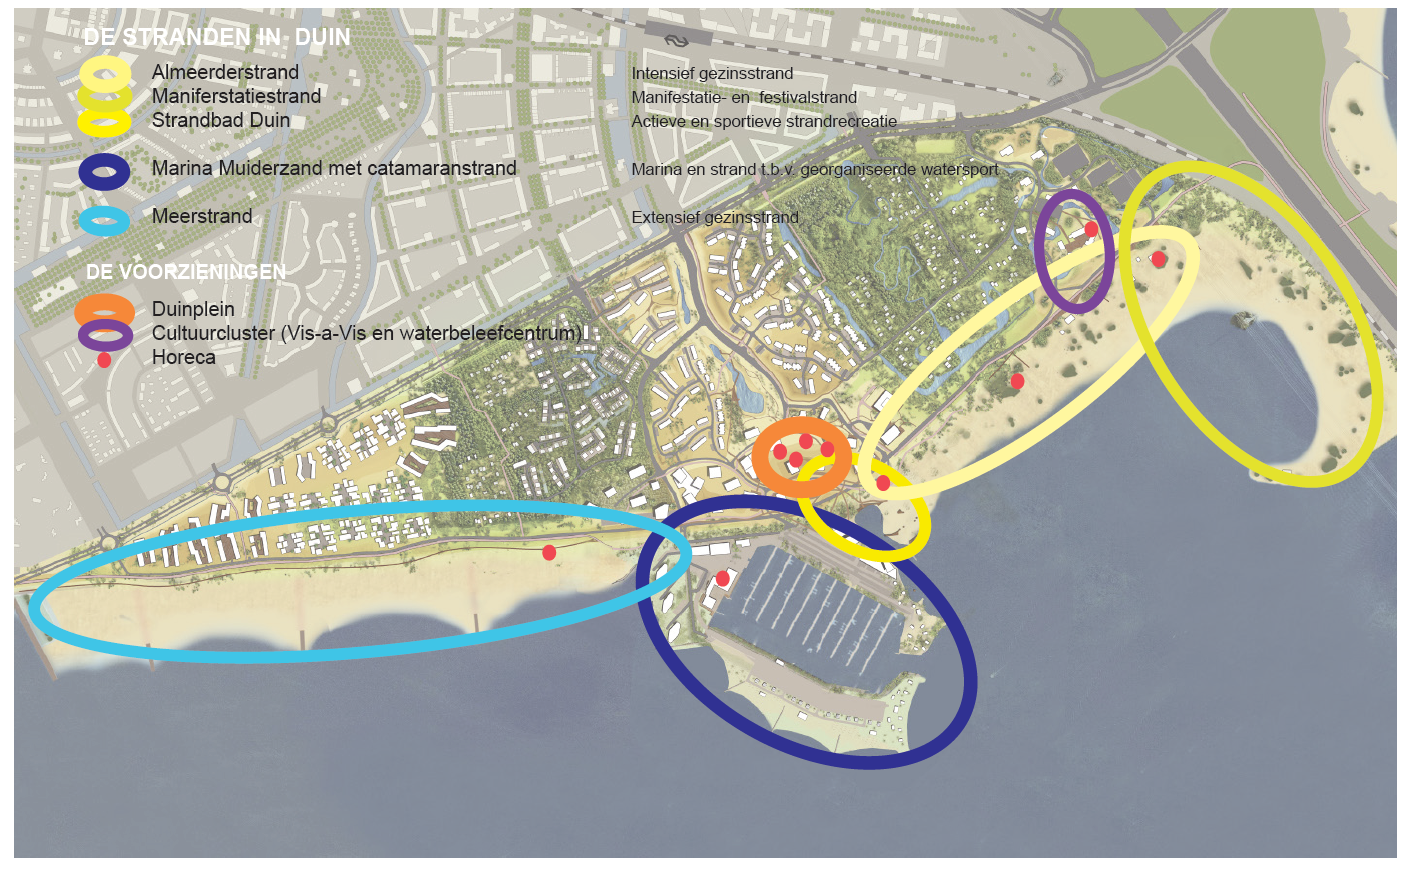 DE STRANDEN IN DUIN
Almeerderstrand Intensief gezinsstrand
Maniferstatiestrand Manifestatie- en festivalstrand
Strandbad Duin Actieve en sportieve strandrecreatie
Marina Muiderzand met catamaranstrand Marina en strand t.b.v. georganiseerde watersport
Meerstrand Extensief gezinsstrand
DE VOORZIENINGEN
Duinplein
Cultuurcluster (Vis-a-Vis en waterbeleefcentrum)
Horeca